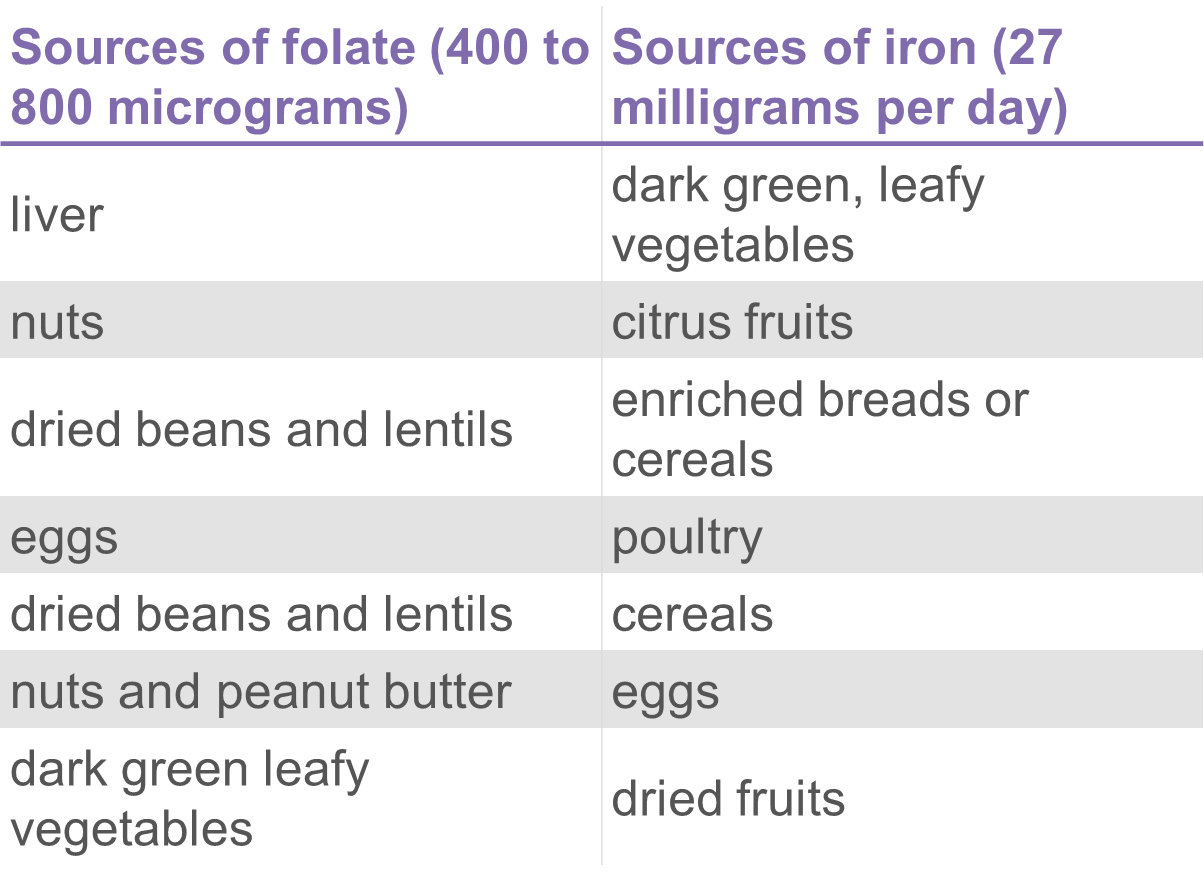 Sources of folate (400 to
800 micrograms)
Sources of iron (27
milligrams per day)
liver
dark green, leafy
vegetables
nuts
citrus fruits
dried beans and lentils
enriched breads or
cereals
eggs
poultry
dried beans and lentils
cereals
nuts and peanut butter
eggs
dark green leafy
vegetables
dried fruits